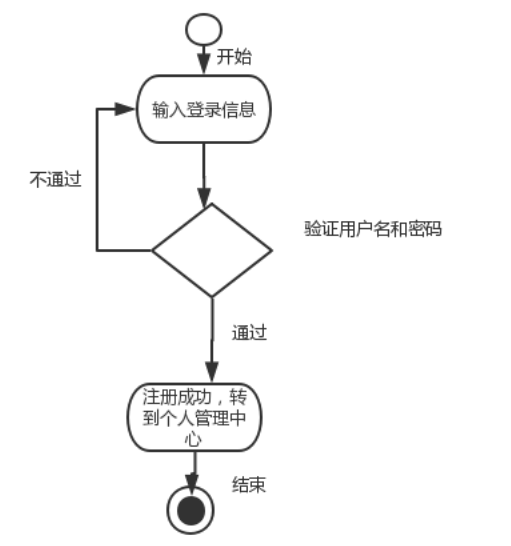 开始
输入登录信息
不通过
验证用户名和密码
通过
注册成功，转
到个人管理中
心
结束